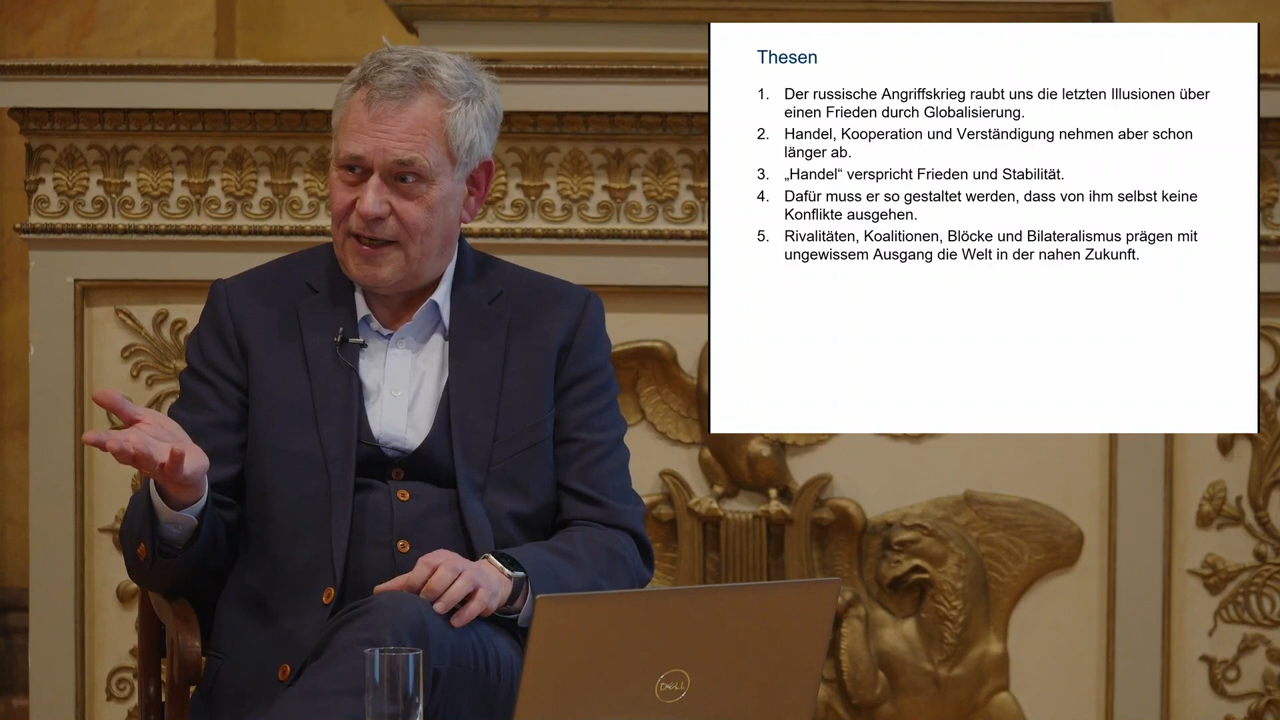 Thesen
1. Der russische Angriffskrieg raubt uns die letzten Illusionen über
einen Frieden durch Globalisierung.
2. Handel, Kooperation und Verständigung nehmen aber schon
länger ab.
3. „Handel“ verspricht Frieden und Stabilität.
4. Dafür muss er so gestaltet werden, dass von ihm selbst keine
Konflikte ausgehen.
5. Rivalitäten, Koalitionen, Blöcke und Bilateralismus prägen mit
ungewissem Ausgang die Welt in der nahen Zukunft.
DELL